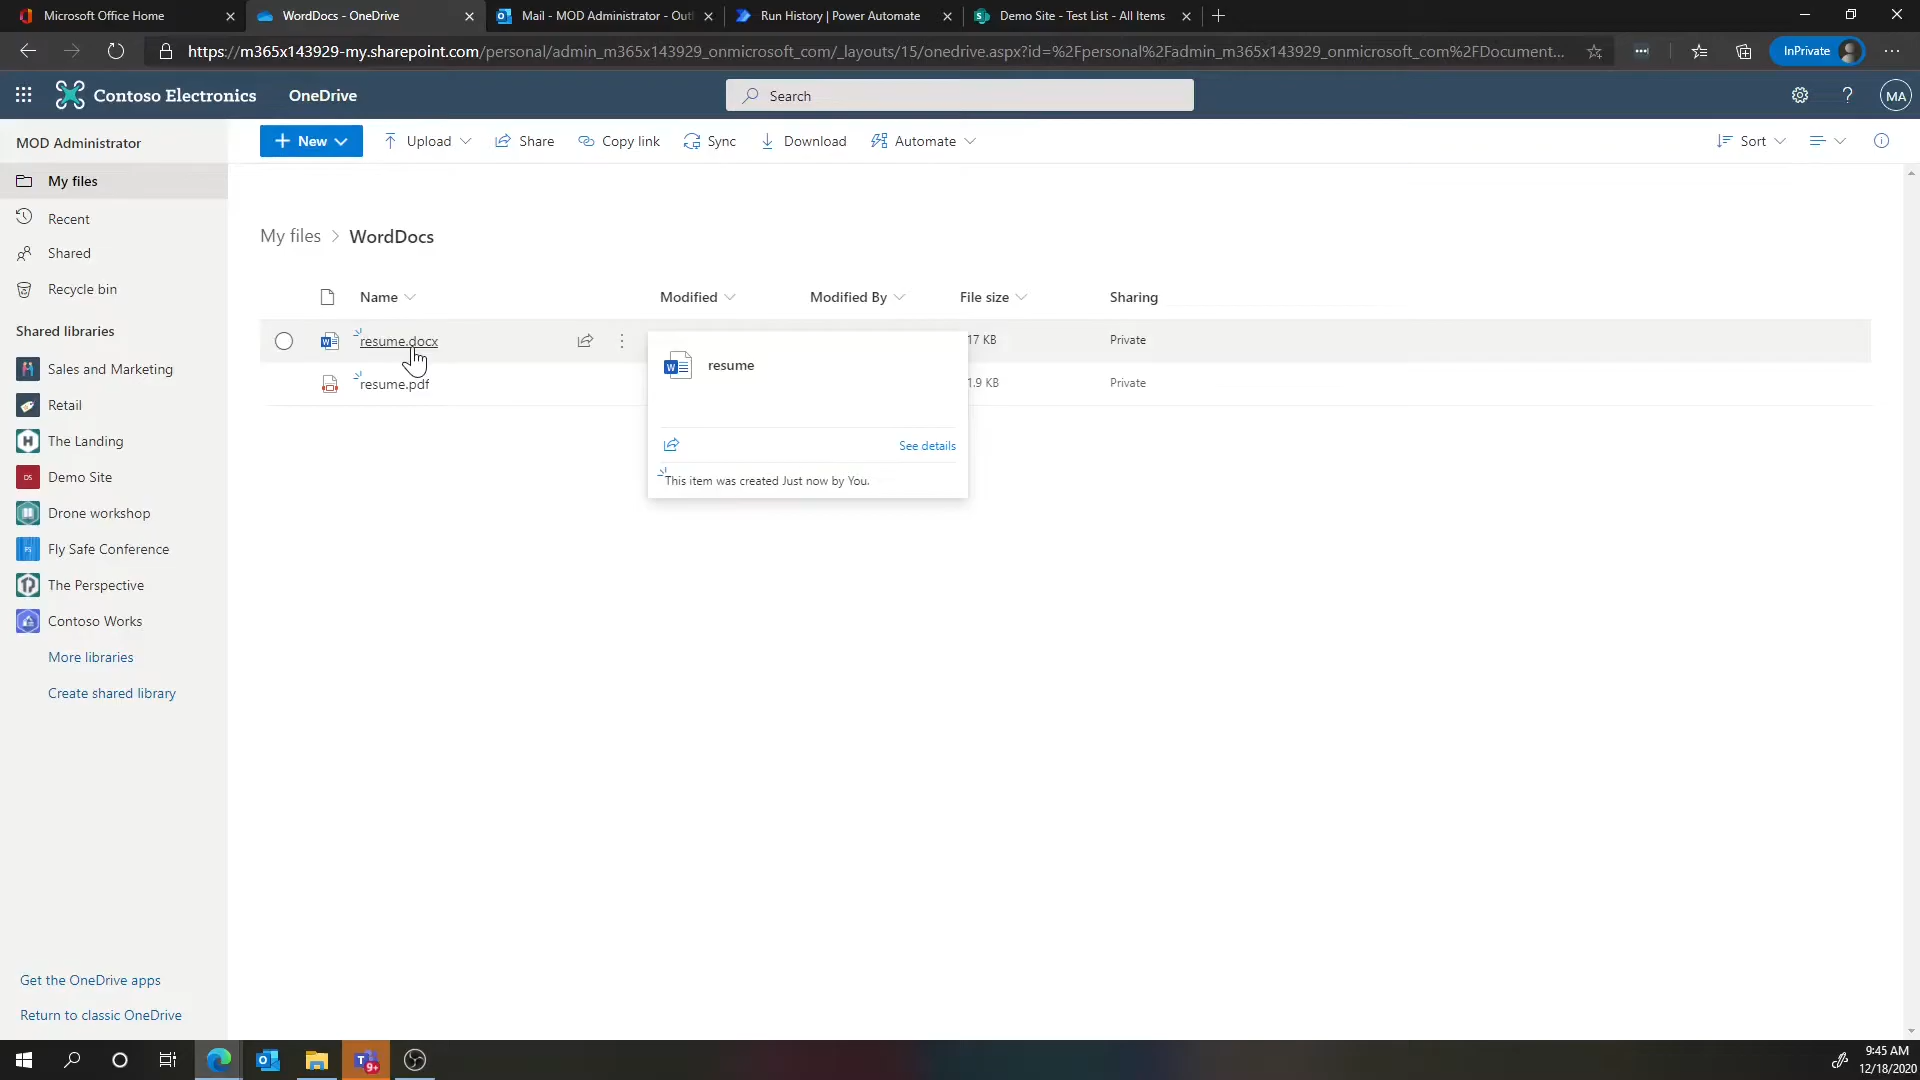 Microsoft Office Home
WordDocs - OneDrive
Mail - MOD Administrator - Outl
Run History | Power Automate
Demo Site - Test List - All Items
https://m365x143929-my.sharepoint.com/personal/admin_m365x143929_onmicrosoft_com/_layouts/15/onedrive.aspx?id=%2Fpersonal%2Fadmin_m365x143929_onmicrosoft_com%2FDocument...
InPrivate
Contoso Electronics
OneDrive
Search
MA
MOD Administrator
New
Upload
Share
Copy link
Sync
Download
Automate
Sort
My files
Recent
Shared
Recycle bin
Shared libraries
Sales and Marketing
Retail
The Landing
DS
Demo Site
Drone workshop
FS
Fly Safe Conference
The Perspective
Contoso Works
More libraries
Create shared library
Get the OneDrive apps
Return to classic OneDrive
My files > WordDocs
Name
Modified
Modified By
File size
Sharing
resume.docx
17 KB
Private
resume.pdf
1.9 KB
Private
resume
See details
This item was created Just now by You.
9+
9:45 AM
12/18/2020